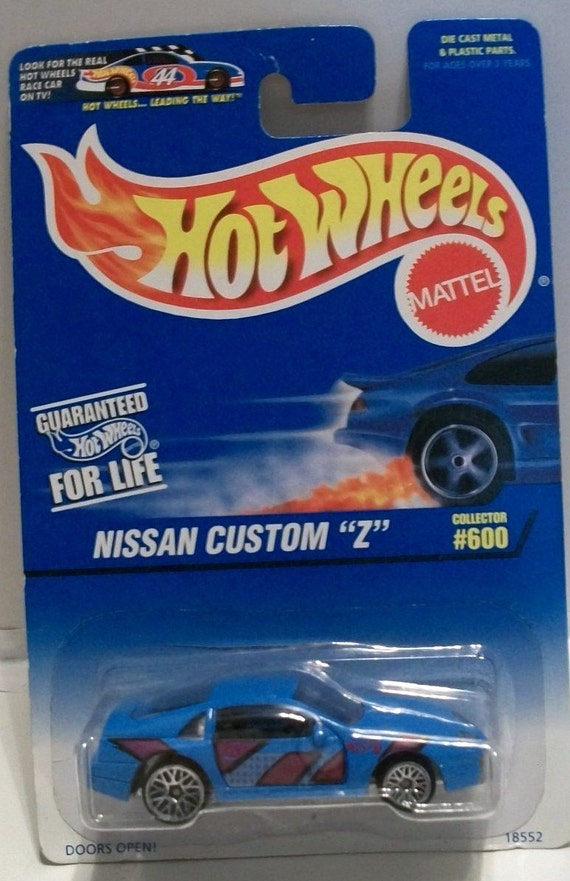 LOOK FOR THE REAL
HOT WHEELS
RACE CAR
ON TV!
44
HOT WHEELS... LEADING THE WAY!™
DIE CAST METAL
& PLASTIC PARTS.
FOR AGES OVER 3 YEARS.
HOT WHEELS
MATTEL
®
GUARANTEED
HOT WHEELS®
FOR LIFE
NISSAN CUSTOM "Z"
COLLECTOR
#600
DOORS OPEN!
18552